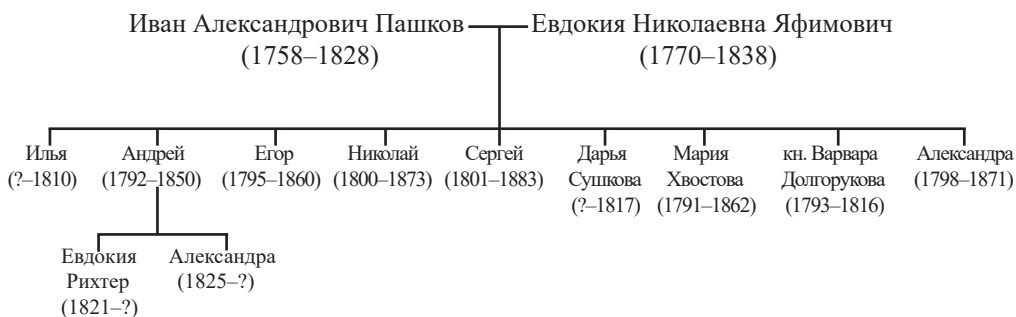 Иван Александрович Пашков Евдокия Николаевна Яфимович
(1758–1828) (1770–1838)
Илья Андрей Егор Николай Сергей Дарья Мария кн. Варвара Александра
(?–1810) (1792–1850) (1795–1860) (1800–1873) (1801–1883) Сушкова Хвостова Долгорукова (1798–1871)
(?–1817) (1791–1862) (1793–1816)
Евдокия Александра
Рихтер (1825–?)
(1821–?)